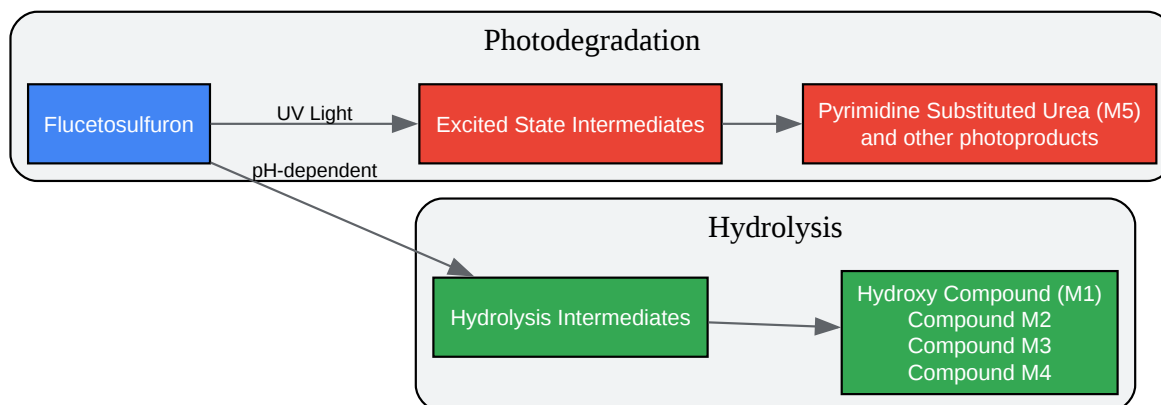 Photodegradation
Flucetosulfuron
UV Light
Excited State Intermediates
Pyrimidine Substituted Urea (M5)
and other photoproducts
pH-dependent
Hydrolysis
Hydrolysis Intermediates
Hydroxy Compound (M1)
Compound M2
Compound M3
Compound M4